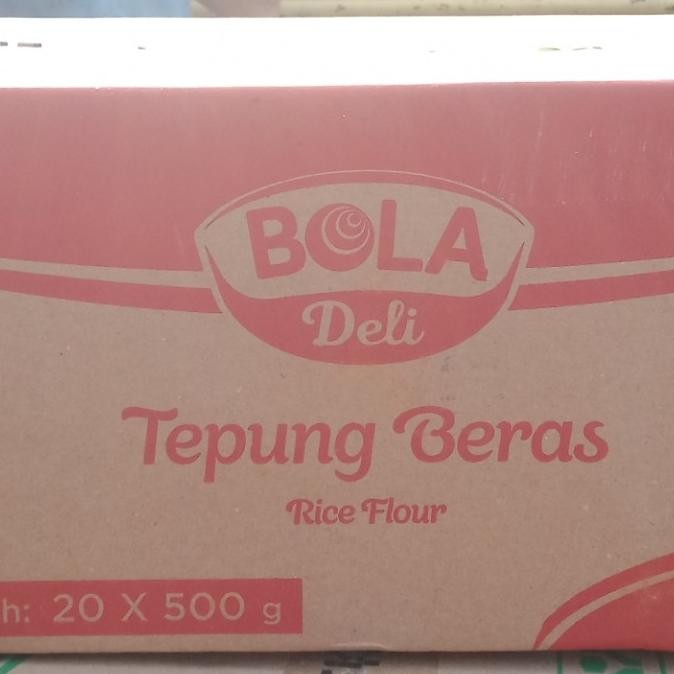 BOLA
Deli
Tepung Beras
Rice Flour
h: 20 X 500 g